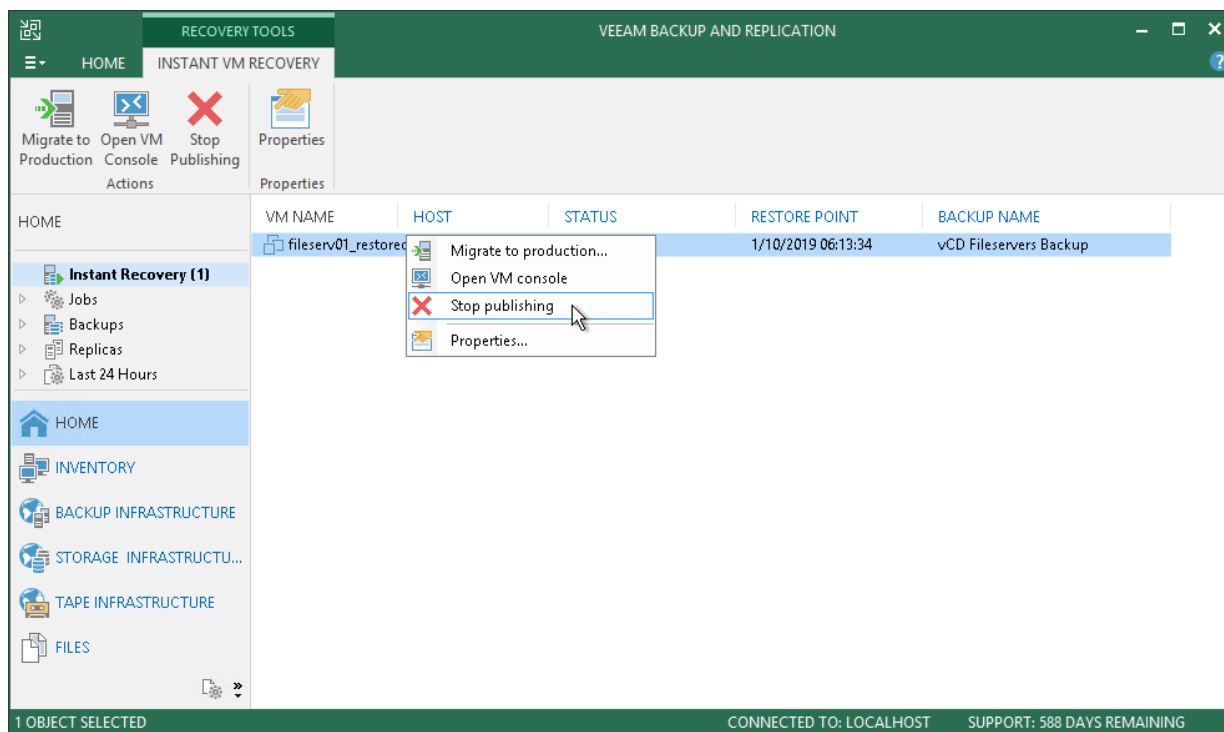 RECOVERY TOOLS
VEEAM BACKUP AND REPLICATION
HOME
INSTANT VM RECOVERY
Migrate to Production
Open VM Console
Stop Publishing
Properties
Actions
Properties
HOME
Instant Recovery (1)
Jobs
Backups
Replicas
Last 24 Hours
HOME
INVENTORY
BACKUP INFRASTRUCTURE
STORAGE INFRASTRUCTU...
TAPE INFRASTRUCTURE
FILES
VM NAME HOST STATUS RESTORE POINT BACKUP NAME
fileserv01_restored 1/10/2019 06:13:34 vCD Fileservers Backup
Migrate to production...
Open VM console
Stop publishing
Properties...
1 OBJECT SELECTED
CONNECTED TO: LOCALHOST
SUPPORT: 588 DAYS REMAINING